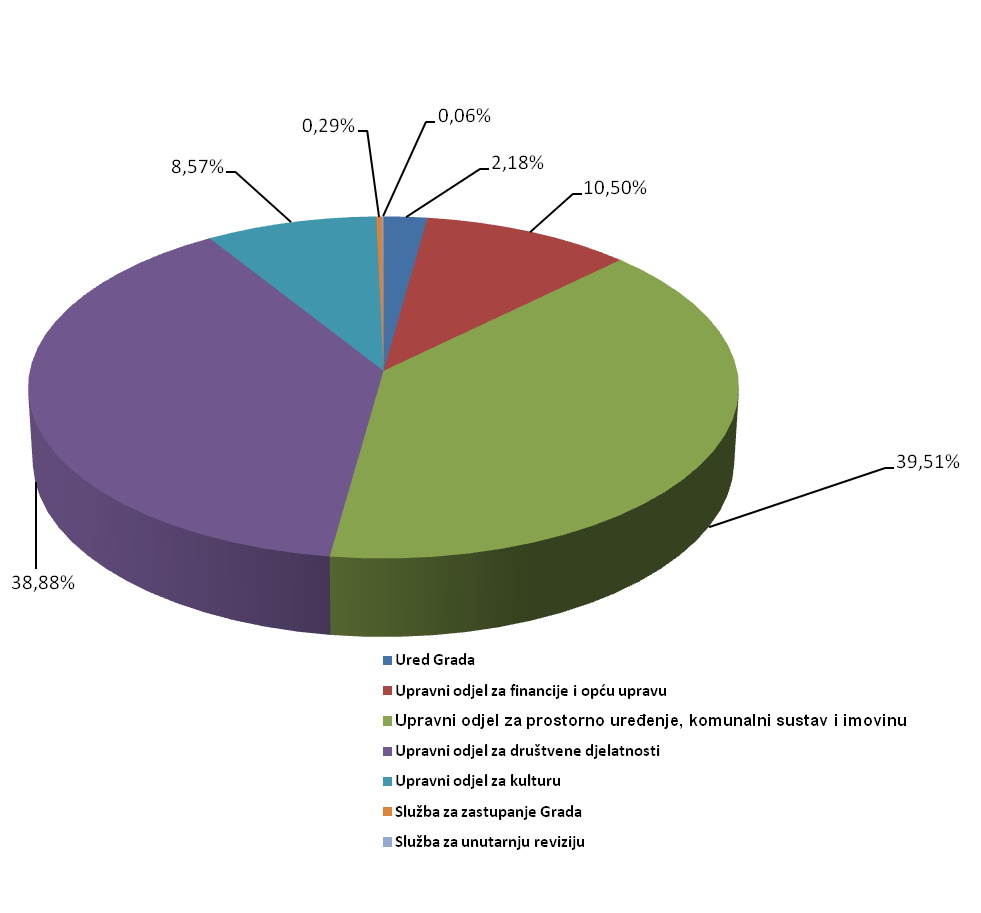 0,06%
0,29%
2,18%
8,57%
10,50%
39,51%
38,88%
Ured Grada
Upravni odjel za financije i opću upravu
Upravni odjel za prostorno uređenje, komunalni sustav i imovinu
Upravni odjel za društvene djelatnosti
Upravni odjel za kulturu
Služba za zastupanje Grada
Služba za unutarnju reviziju